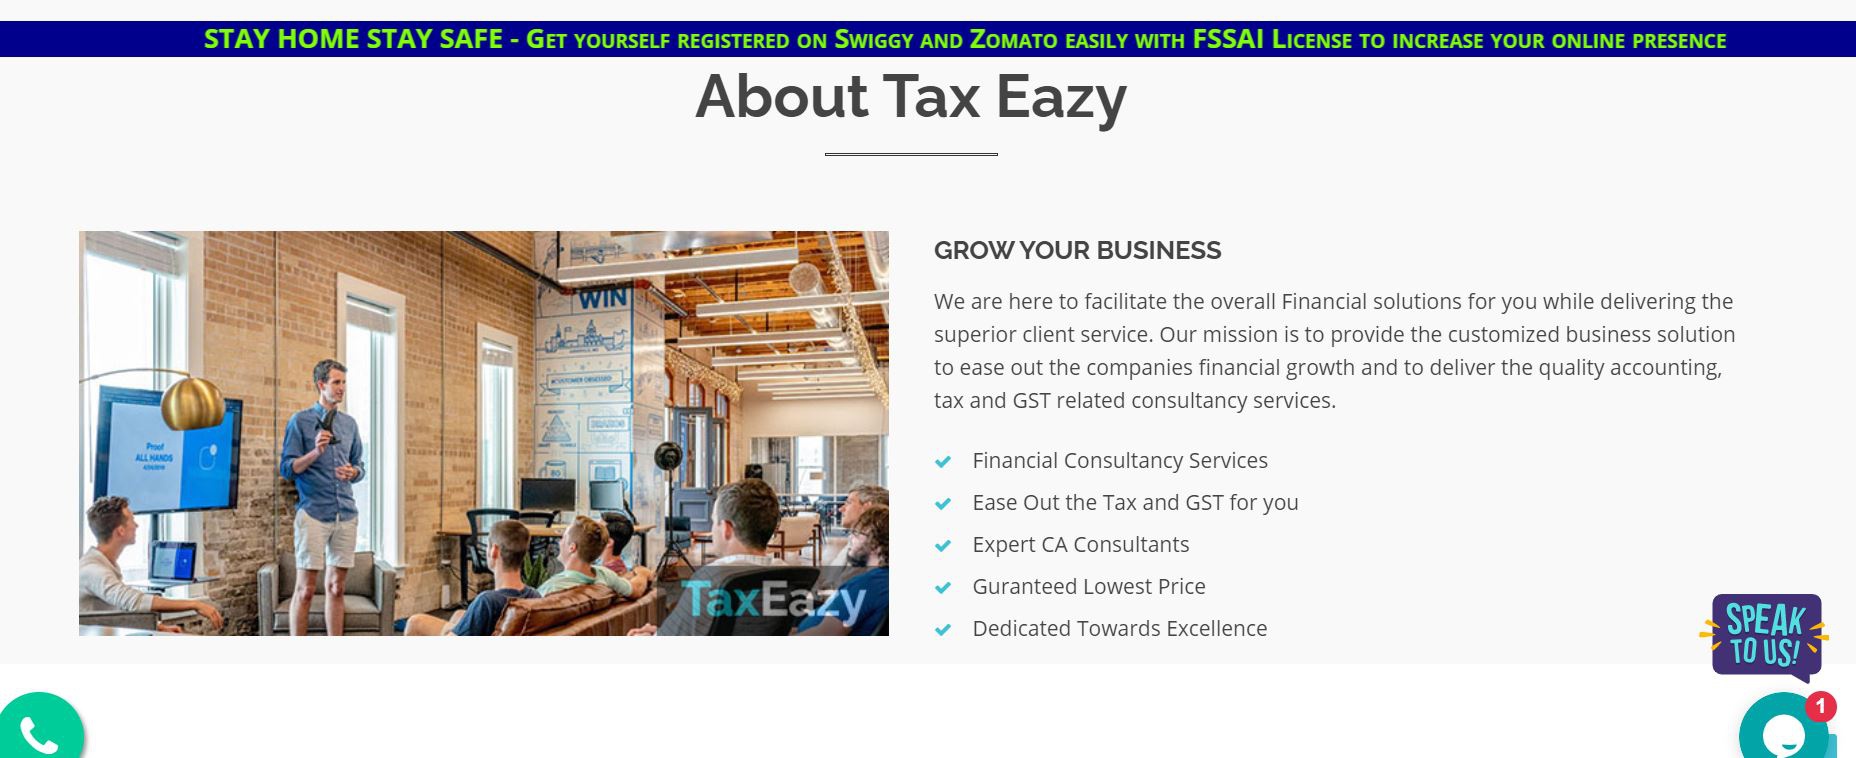 STAY HOME STAY SAFE - GET YOURSELF REGISTERED ON SWIGGY AND ZOMATO EASILY WITH FSSAI LICENSE TO INCREASE YOUR ONLINE PRESENCE
About Tax Eazy
WIN
#CUSTOMER OBSESSED
BRANDS
80
Proof
ALL HANDS
TaxEazy
GROW YOUR BUSINESS
We are here to facilitate the overall Financial solutions for you while delivering the
superior client service. Our mission is to provide the customized business solution
to ease out the companies financial growth and to deliver the quality accounting,
tax and GST related consultancy services.
Financial Consultancy Services
Ease Out the Tax and GST for you
Expert CA Consultants
Guranteed Lowest Price
Dedicated Towards Excellence
SPEAK
TO US!
1